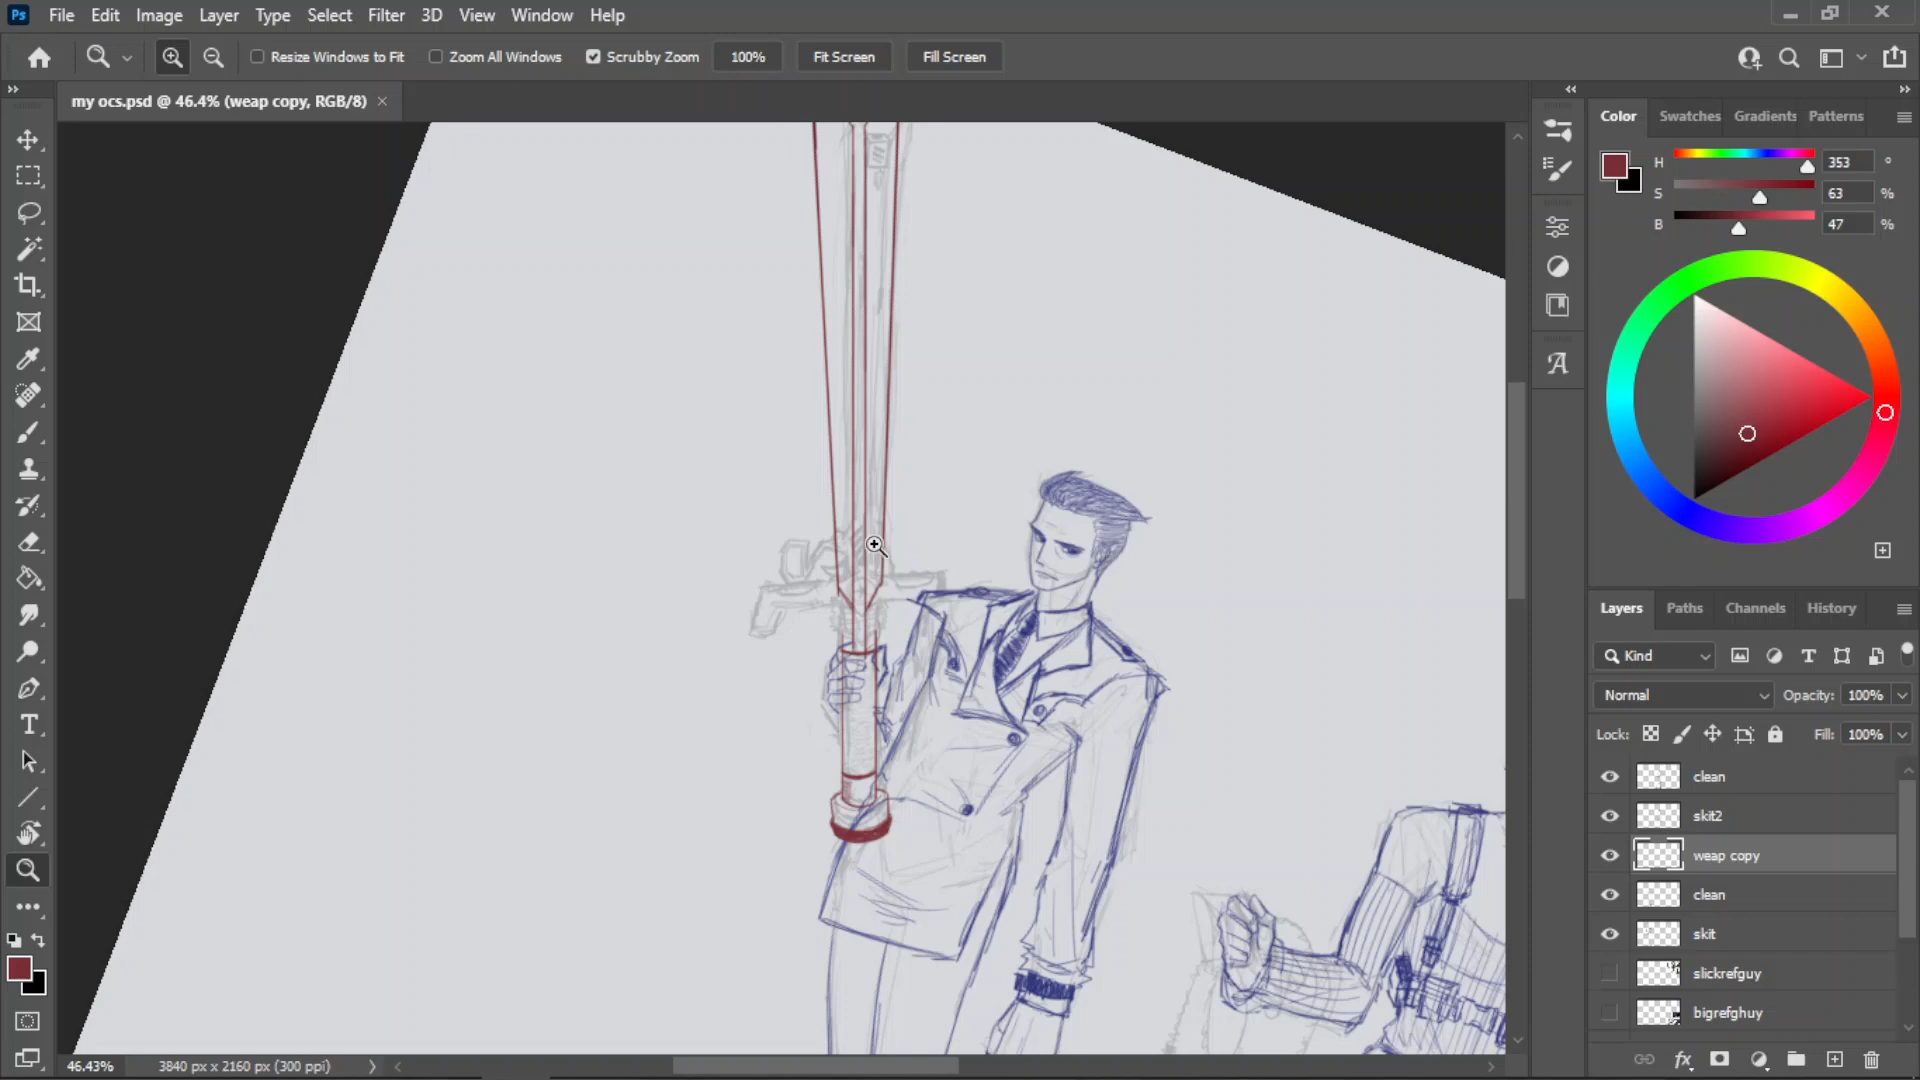 Ps File Edit Image Layer Type Select Filter 3D View Window Help
Resize Windows to Fit Zoom All Windows Scrubby Zoom 100% Fit Screen Fill Screen
my ocs.psd @ 46.4% (weap copy, RGB/8)
Color Swatches Gradients Patterns
H 353 °
S 63 %
B 47 %
A
T
Layers Paths Channels History
Kind T
Normal Opacity: 100%
Lock: Fill: 100%
clean
skit2
weap copy
clean
skit
slickrefguy
bigrefghuy
fx
46.43% 3840 px x 2160 px (300 ppi)